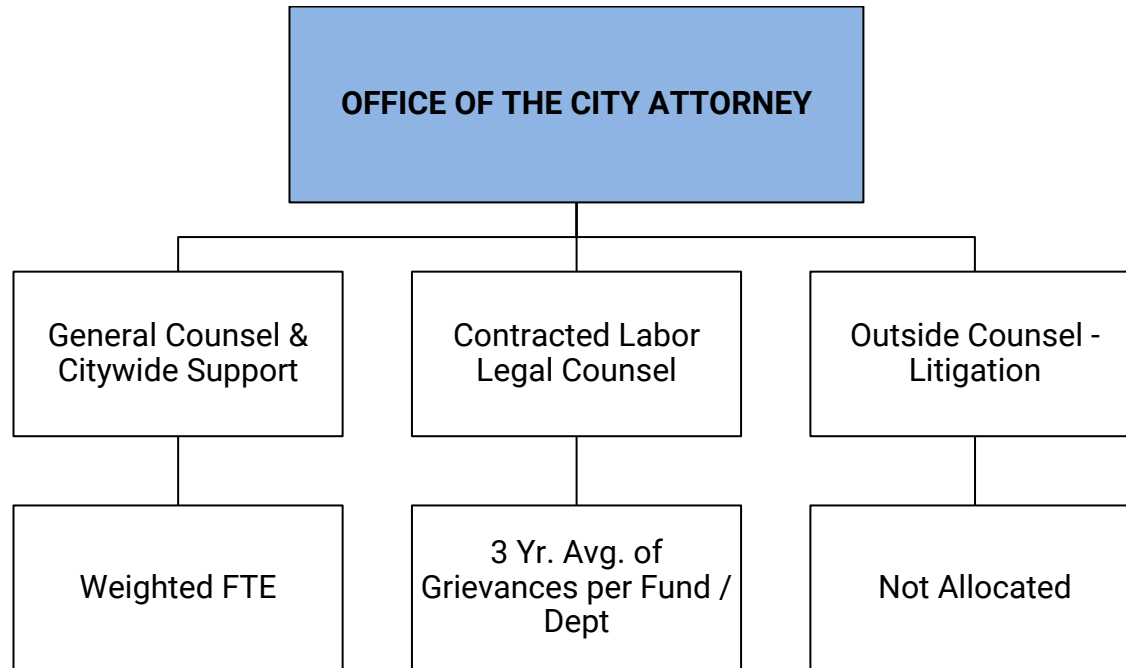 OFFICE OF THE CITY ATTORNEY
General Counsel &
Citywide Support
Contracted Labor
Legal Counsel
Outside Counsel -
Litigation
Weighted FTE
3 Yr. Avg. of
Grievances per Fund /
Dept
Not Allocated